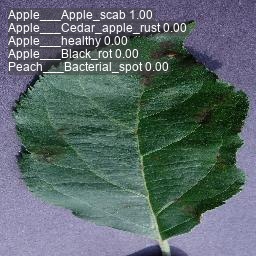 Apple___Apple_scab 1.00
Apple___Cedar_apple_rust 0.00
Apple___healthy 0.00
Apple___Black_rot 0.00
Peach___Bacterial_spot 0.00